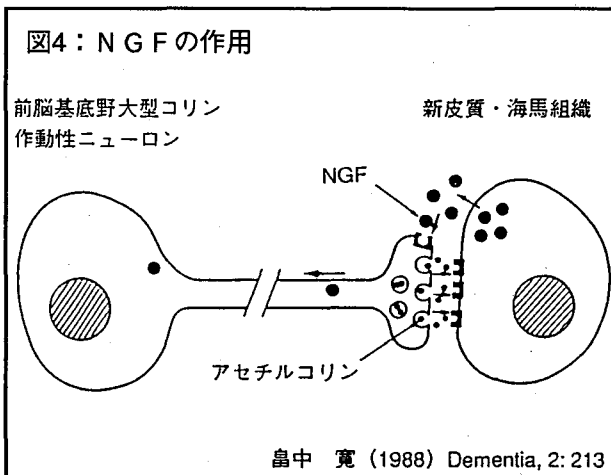 図4：ＮＧＦの作用
前脳基底野大型コリン
作動性ニューロン
新皮質・海馬組織
NGF
アセチルコリン
畠中　寛（1988）Dementia, 2: 213